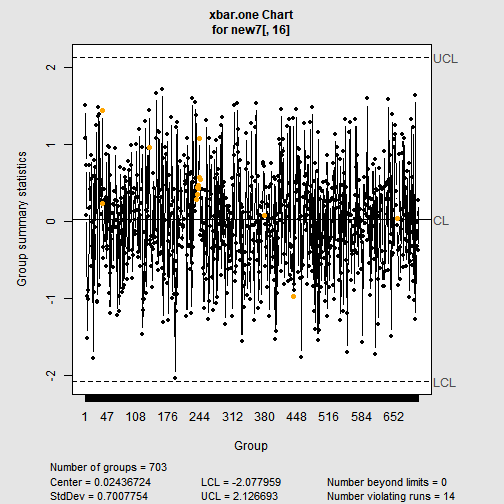 xbar.one Chart
for new7[, 16]
Group summary statistics
2
1
0
-1
-2
UCL
CL
LCL
1 47 108 176 244 312 380 448 516 584 652
Group
Number of groups = 703
Center = 0.02436724
StdDev = 0.7007754
LCL = -2.077959
UCL = 2.126693
Number beyond limits = 0
Number violating runs = 14